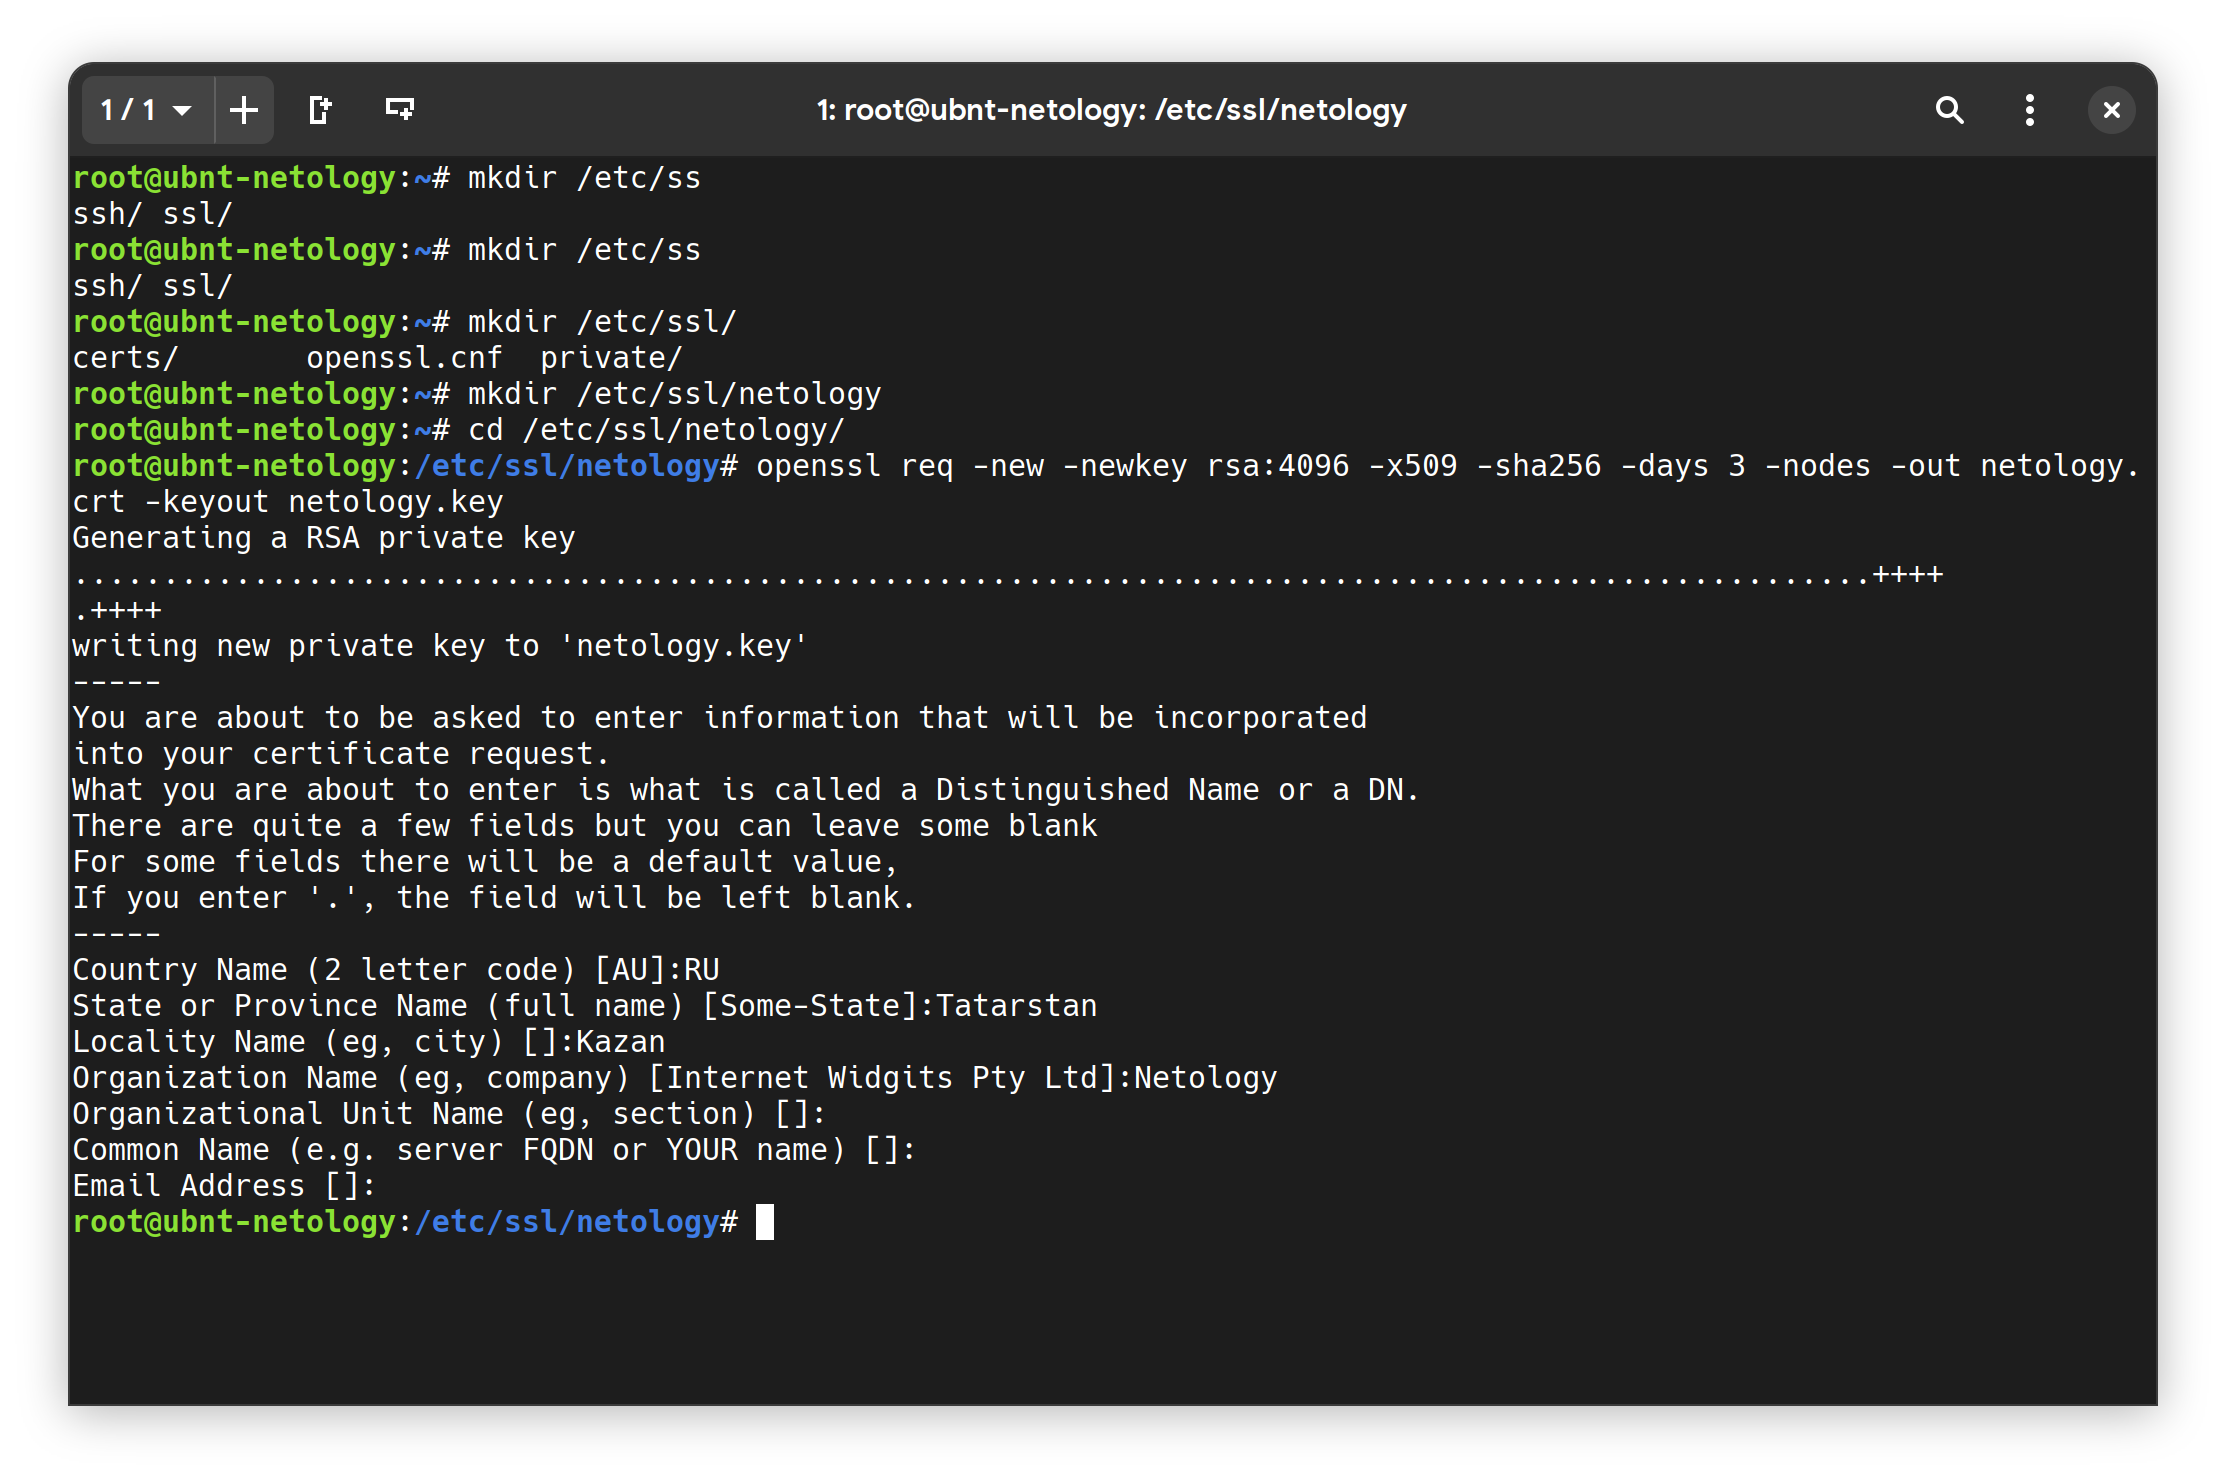 1 / 1
1: root@ubnt-netology: /etc/ssl/netology
root@ubnt-netology:~# mkdir /etc/ss
ssh/ ssl/
root@ubnt-netology:~# mkdir /etc/ss
ssh/ ssl/
root@ubnt-netology:~# mkdir /etc/ssl/
certs/       openssl.cnf  private/
root@ubnt-netology:~# mkdir /etc/ssl/netology
root@ubnt-netology:~# cd /etc/ssl/netology/
root@ubnt-netology:/etc/ssl/netology# openssl req -new -newkey rsa:4096 -x509 -sha256 -days 3 -nodes -out netology.
crt -keyout netology.key
Generating a RSA private key
....................................................................................................++++
.++++
writing new private key to 'netology.key'
-----
You are about to be asked to enter information that will be incorporated
into your certificate request.
What you are about to enter is what is called a Distinguished Name or a DN.
There are quite a few fields but you can leave some blank
For some fields there will be a default value,
If you enter '.', the field will be left blank.
-----
Country Name (2 letter code) [AU]:RU
State or Province Name (full name) [Some-State]:Tatarstan
Locality Name (eg, city) []:Kazan
Organization Name (eg, company) [Internet Widgits Pty Ltd]:Netology
Organizational Unit Name (eg, section) []:
Common Name (e.g. server FQDN or YOUR name) []:
Email Address []:
root@ubnt-netology:/etc/ssl/netology#